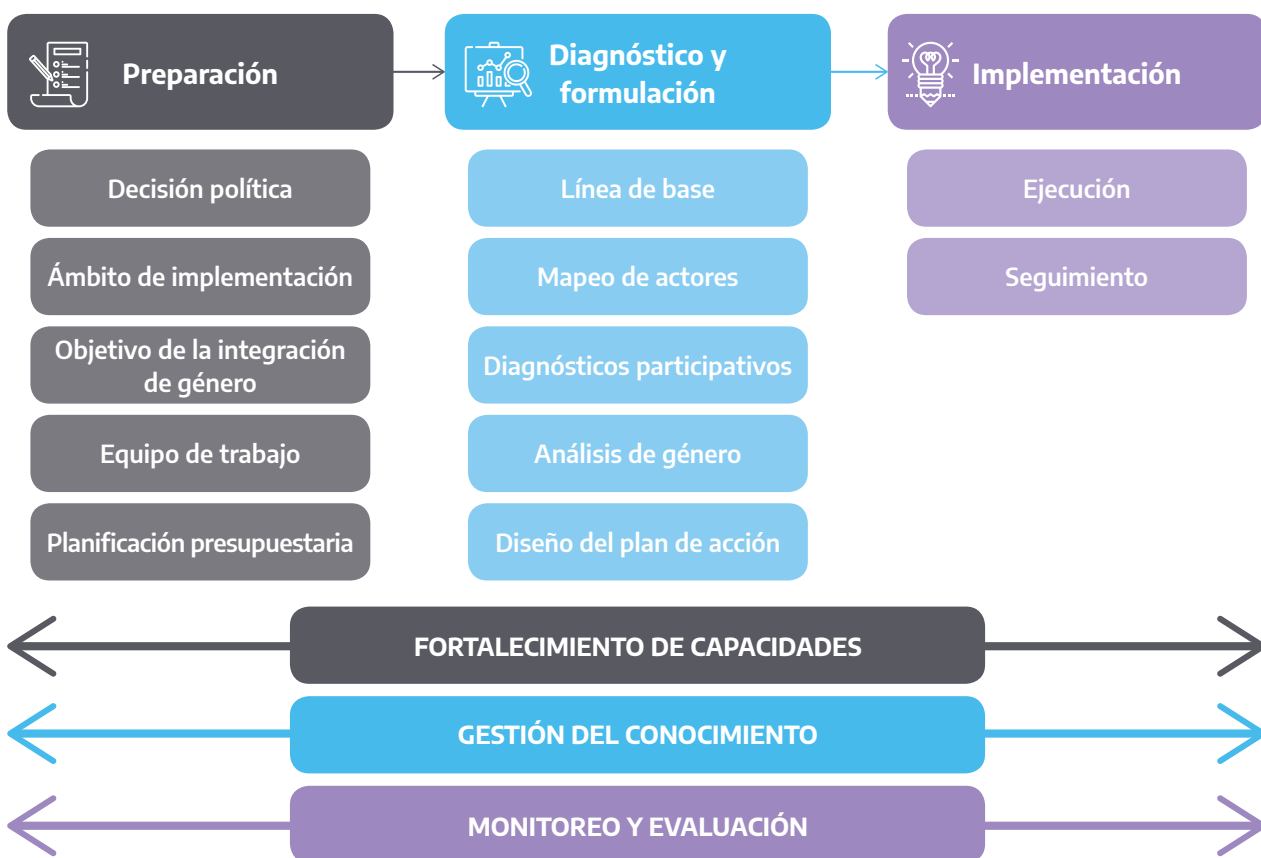 Preparación
Diagnóstico y
formulación
Implementación
Decisión política
Ámbito de implementación
Objetivo de la integración
de género
Equipo de trabajo
Planificación presupuestaria
Línea de base
Mapeo de actores
Diagnósticos participativos
Análisis de género
Diseño del plan de acción
Ejecución
Seguimiento
FORTALECIMIENTO DE CAPACIDADES
GESTIÓN DEL CONOCIMIENTO
MONITOREO Y EVALUACIÓN